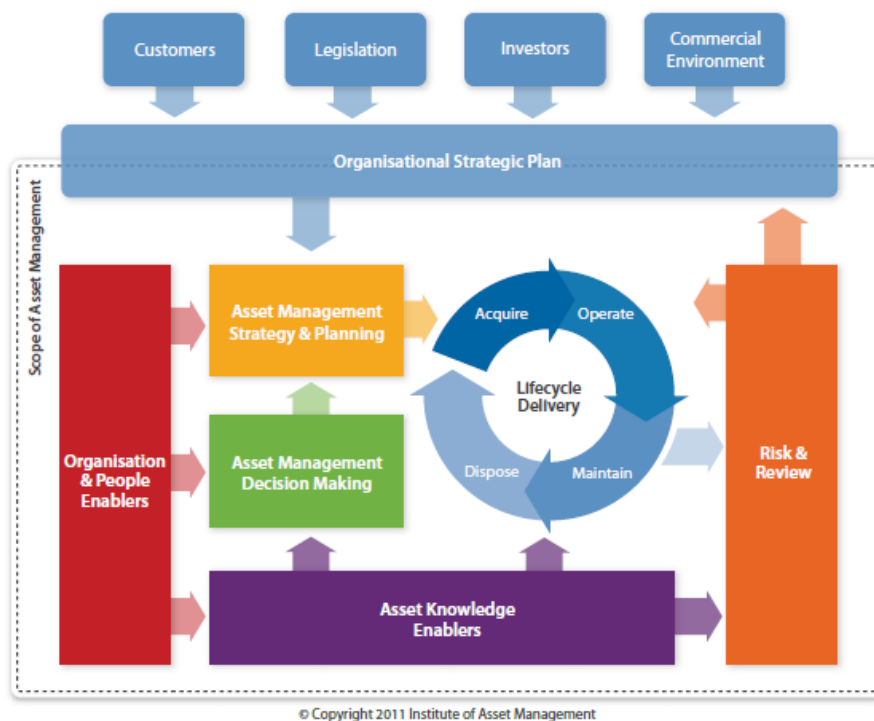 Customers
Legislation
Investors
Commercial
Environment
Organisational Strategic Plan
Scope of Asset Management
Organisation
& People
Enablers
Asset Management
Strategy & Planning
Asset Management
Decision Making
Acquire
Operate
Lifecycle
Delivery
Dispose
Maintain
Risk &
Review
Asset Knowledge
Enablers
© Copyright 2011 Institute of Asset Management